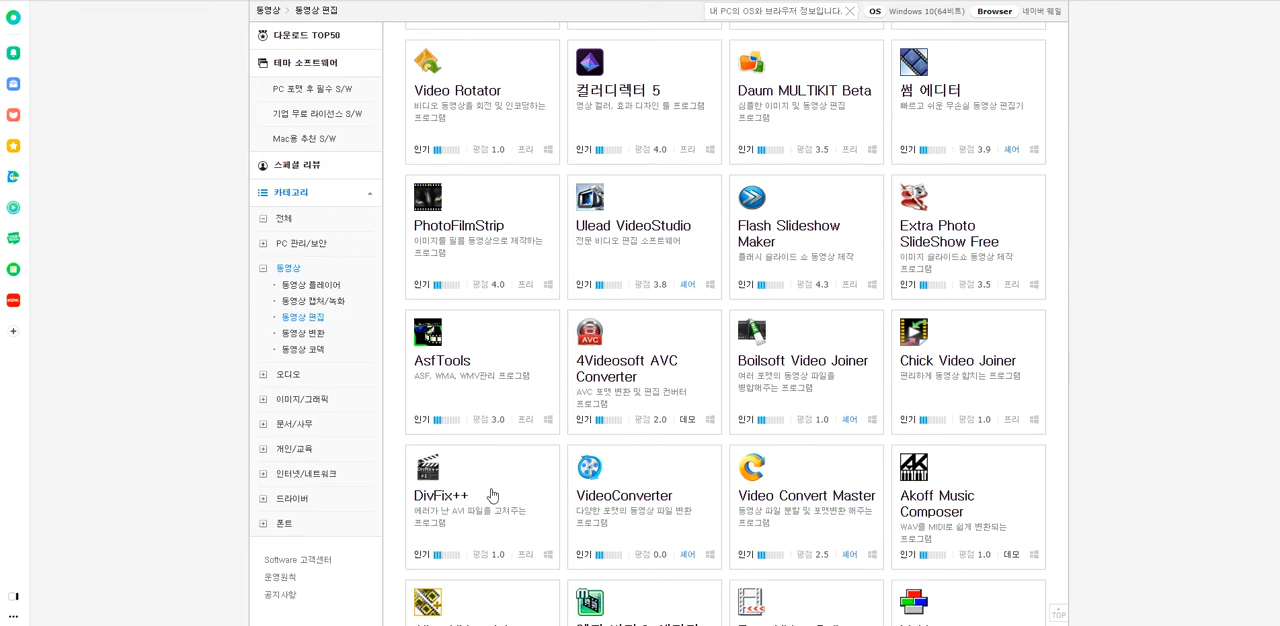 동영상 > 동영상 편집
내 PC의 OS와 브라우저 정보입니다.
OS Windows 10(64비트) Browser 네이버 웨일
다운로드 TOP50
테마 소프트웨어
PC 포맷 후 필수 S/W
기업 무료 라이선스 S/W
Mac용 추천 S/W
스페셜 리뷰
카테고리
전체
PC 관리/보안
동영상
· 동영상 플레이어
· 동영상 캡처/녹화
· 동영상 편집
· 동영상 변환
· 동영상 코덱
오디오
이미지/그래픽
문서/사무
개인/교육
인터넷/네트워크
드라이버
폰트
Software 고객센터
운영원칙
공지사항
Video Rotator
비디오 동영상을 회전 및 인코딩하는
프로그램
인기 평점 1.0 프리
컬러디렉터 5
영상 컬러, 효과 디자인 툴 프로그램
인기 평점 4.0 프리
Daum MULTIKIT Beta
심플한 이미지 및 동영상 편집
프로그램
인기 평점 3.5 프리
썸 에디터
빠르고 쉬운 무손실 동영상 편집기
인기 평점 3.9 셰어
PhotoFilmStrip
이미지를 필름 동영상으로 제작하는
프로그램
인기 평점 4.0 프리
Ulead VideoStudio
전문 비디오 편집 소프트웨어
인기 평점 3.8 셰어
Flash Slideshow
Maker
플래시 슬라이드 쇼 동영상 제작
인기 평점 4.3 프리
Extra Photo
SlideShow Free
이미지 슬라이드쇼 동영상 제작
프로그램
인기 평점 3.5 프리
AsfTools
ASF, WMA, WMV관리 프로그램
인기 평점 3.0 프리
AVC
4Videosoft AVC
Converter
AVC 포맷 변환 및 편집 컨버터
프로그램
인기 평점 2.0 데모
Boilsoft Video Joiner
여러 포맷의 동영상 파일을
병합해주는 프로그램
인기 평점 1.0 셰어
Chick Video Joiner
편리하게 동영상 합치는 프로그램
인기 평점 1.0 프리
DivFix++
에러가 난 AVI 파일을 고쳐주는
프로그램
인기 평점 1.0 프리
VideoConverter
다양한 포맷의 동영상 파일 변환
프로그램
인기 평점 0.0 셰어
Video Convert Master
동영상 파일 분할 및 포맷변환 해주는
프로그램
인기 평점 2.5 셰어
AK
Akoff Music
Composer
WAV를 MIDI로 쉽게 변환되는
프로그램
인기 평점 1.0 데모
TOP